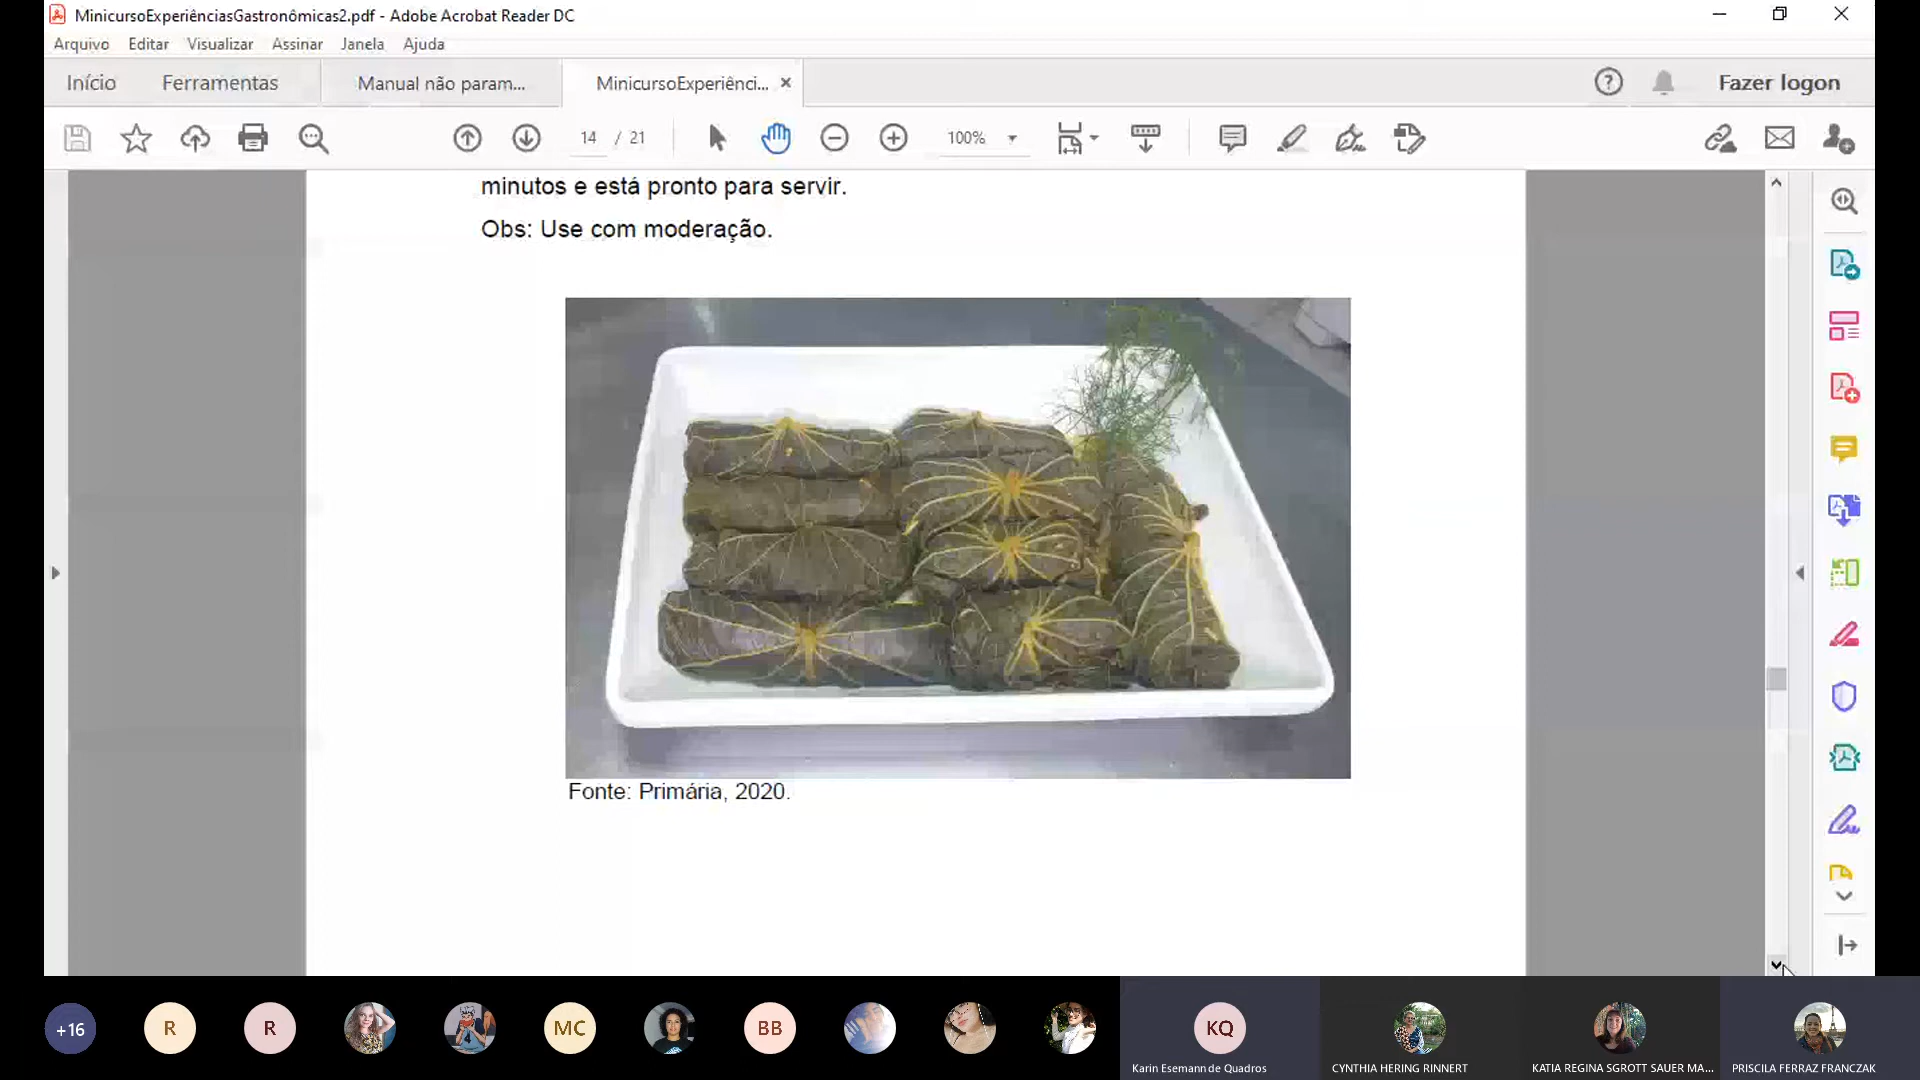 MinicursoExperiênciasGastronômicas2.pdf - Adobe Acrobat Reader DC
Arquivo Editar Visualizar Assinar Janela Ajuda
Início Ferramentas Manual não param... MinicursoExperiênci... Fazer logon
14 / 21 100%
minutos e está pronto para servir.
Obs: Use com moderação.
Fonte: Primária, 2020.
+16 R R MC BB KQ
Karin Esemann de Quadros CYNTHIA HERING RINNERT KATIA REGINA SGROTT SAUER MA... PRISCILA FERRAZ FRANCZAK